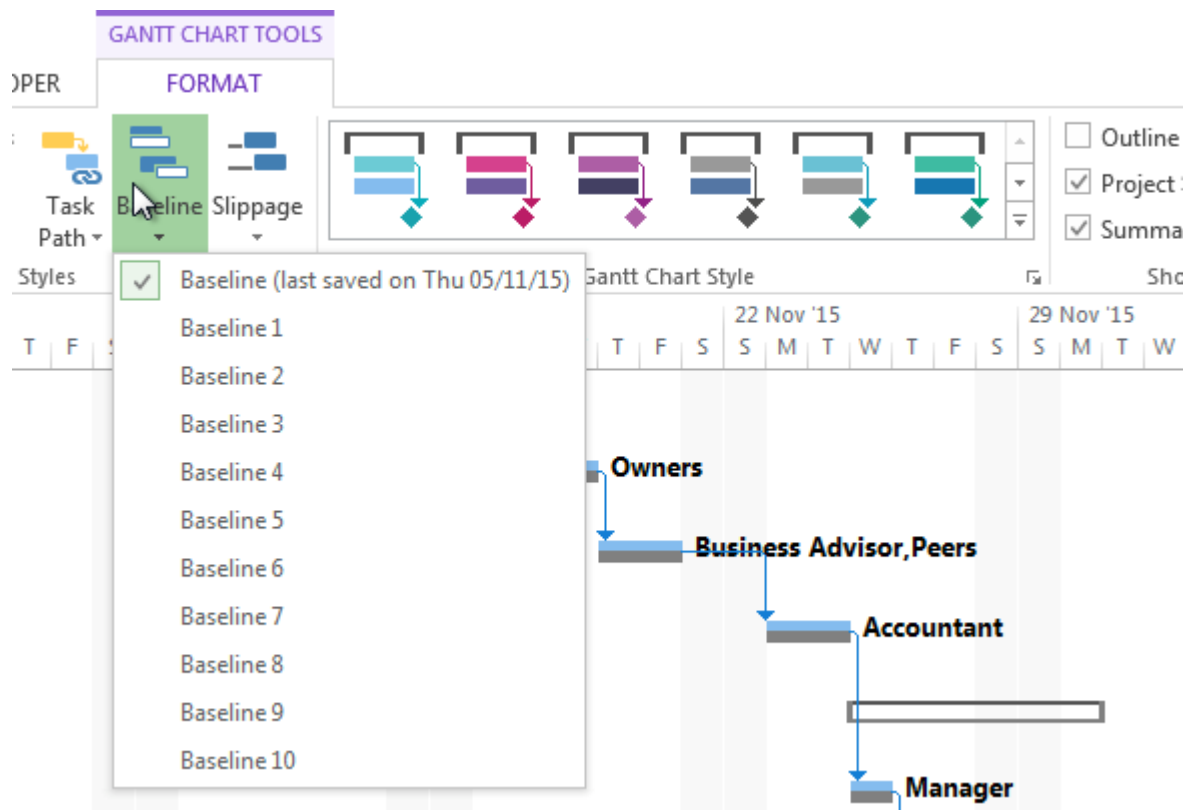 GANTT CHART TOOLS
OPER
FORMAT
Task
Path
Baseline
Slippage
Outline
Project
Summa
Styles
Gantt Chart Style
Sho
Baseline (last saved on Thu 05/11/15)
Baseline 1
Baseline 2
Baseline 3
Baseline 4
Baseline 5
Baseline 6
Baseline 7
Baseline 8
Baseline 9
Baseline 10
22 Nov '15
29 Nov '15
T F
T F S S M T W T F S S M T W
Owners
Business Advisor,Peers
Accountant
Manager